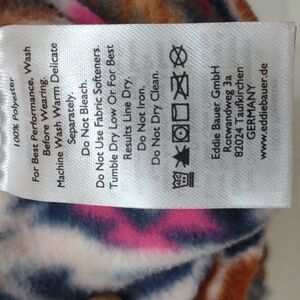 100% Polyester
For Best Performance, Wash
Before Wearing.
Machine Wash Warm Delicate
Separately.
Do Not Bleach.
Do Not Use Fabric Softeners.
Tumble Dry Low Or For Best
Results Line Dry.
Do Not Iron.
Do Not Dry Clean.
Eddie Bauer GmbH
Rotwandweg 3a
82024 Taufkirchen
GERMANY
www.eddiebauer.de